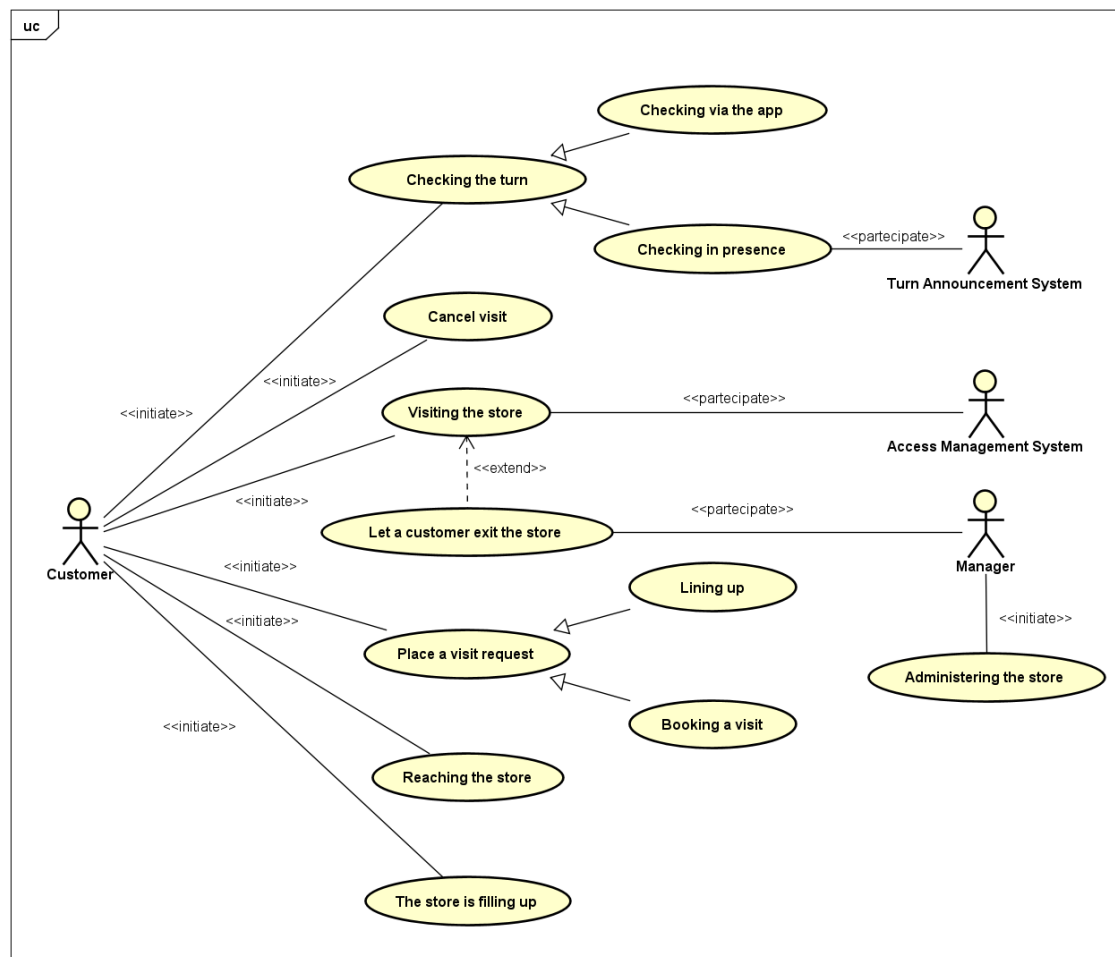 uc
Checking via the app
Checking the turn
Checking in presence
<<partecipate>>
Turn Announcement System
Cancel visit
<<initiate>>
<<initiate>>
Visiting the store
<<partecipate>>
Access Management System
<<extend>>
<<initiate>>
Let a customer exit the store
<<partecipate>>
Manager
Customer
<<initiate>>
Lining up
<<initiate>>
<<initiate>>
Place a visit request
Administering the store
Booking a visit
<<initiate>>
Reaching the store
The store is filling up